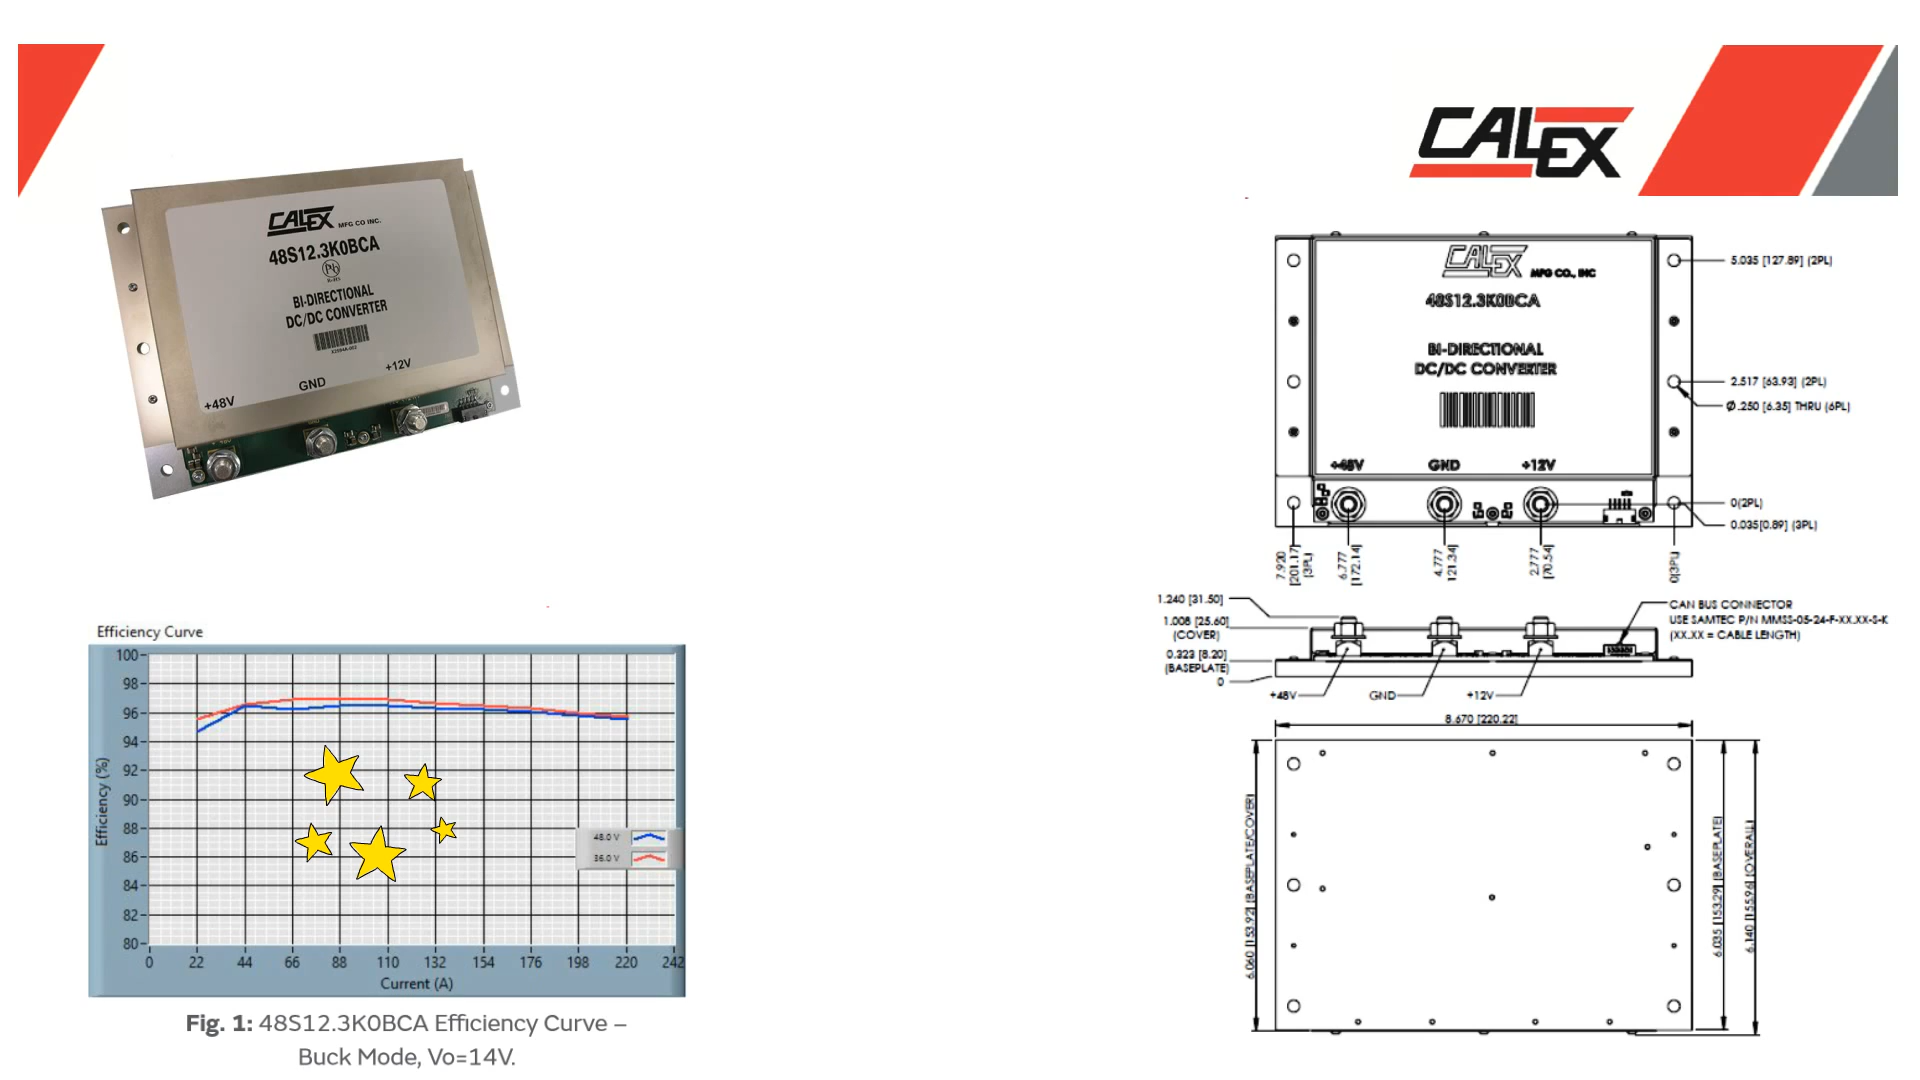 CALEX
MFG CO INC.
48S12.3K0BCA
Pb
BI-DIRECTIONAL
DC/DC CONVERTER
+48V
GND
+12V
Efficiency Curve
Efficiency (%)
100
98
96
94
92
90
88
86
84
82
80
0 22 44 66 88 110 132 154 176 198 220 242
Current (A)
48.0 V
36.0 V
Fig. 1: 48S12.3K0BCA Efficiency Curve –
Buck Mode, Vo=14V.
CALEX
CALEX
MFG CO., INC
48S12.3K0BCA
BI-DIRECTIONAL
DC/DC CONVERTER
+48V
GND
+12V
5.035 [127.89] (2PL)
2.517 [63.93] (2PL)
Ø.250 [6.35] THRU (6PL)
0(2PL)
0.035[0.89] (3PL)
7.920
[201.17]
(3PL)
6.777
[172.14]
4.777
121.34]
2.777
[70.54]
0(3PL)
1.240 [31.50]
1.008 [25.60]
(COVER)
0.323 [8.20]
(BASEPLATE)
0
+48V
GND
+12V
CAN BUS CONNECTOR
USE SAMTEC P/N MMSS-05-24-F-XX.XX-S-K
(XX.XX = CABLE LENGTH)
8.670 [220.22]
6.060 [153.92] (BASEPLATE/COVER)
6.035 [153.29] (BASEPLATE)
6.140 [155.96] (OVERALL)